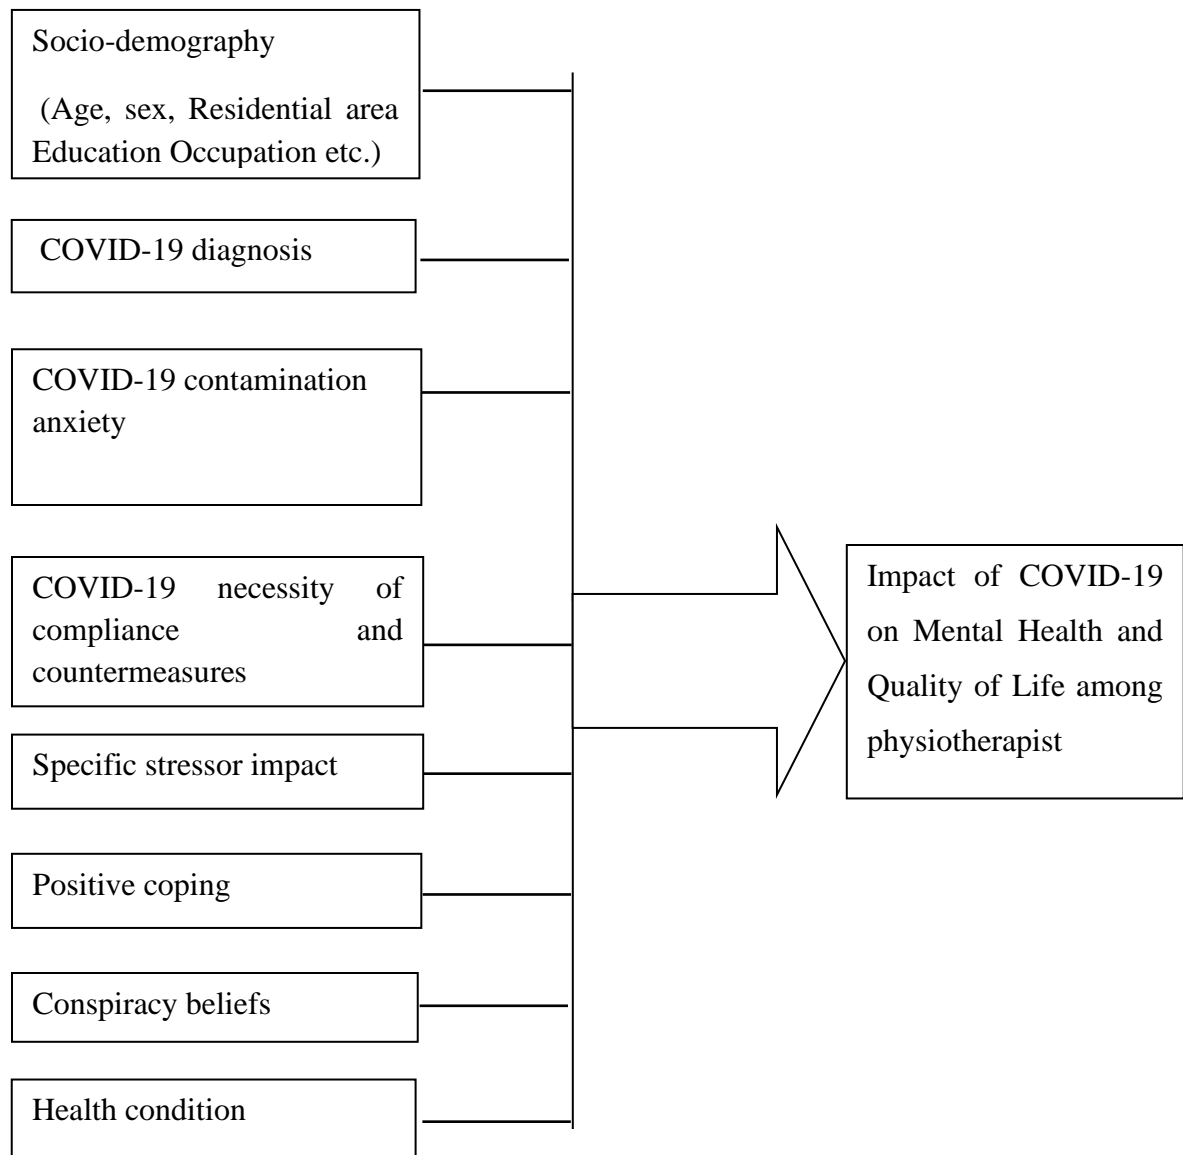 Socio-demography
(Age, sex, Residential area
Education Occupation etc.)
COVID-19 diagnosis
COVID-19 contamination
anxiety
COVID-19 necessity of
compliance and
countermeasures
Specific stressor impact
Positive coping
Conspiracy beliefs
Health condition
Impact of COVID-19
on Mental Health and
Quality of Life among
physiotherapist